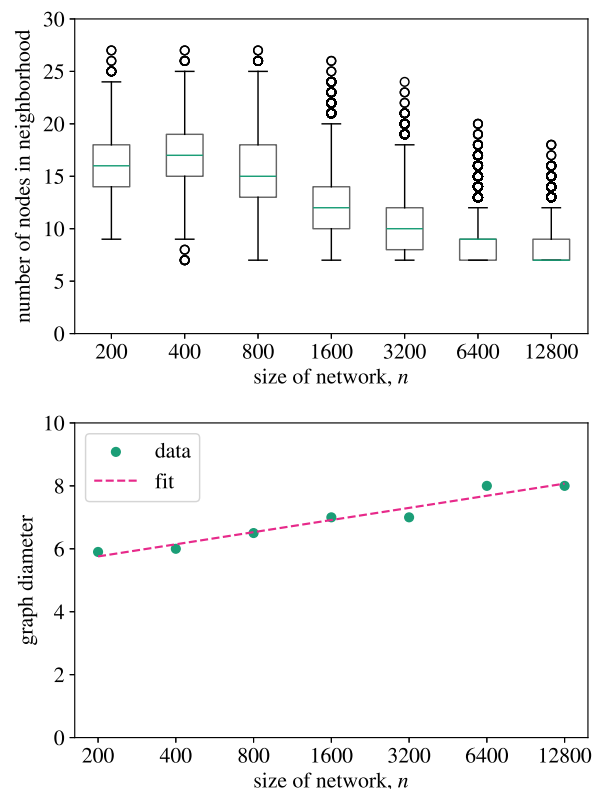 30
25
20
15
10
5
0
number of nodes in neighborhood
200 400 800 1600 3200 6400 12800
size of network, n
10
8
6
4
2
0
graph diameter
data
fit
200 400 800 1600 3200 6400 12800
size of network, n